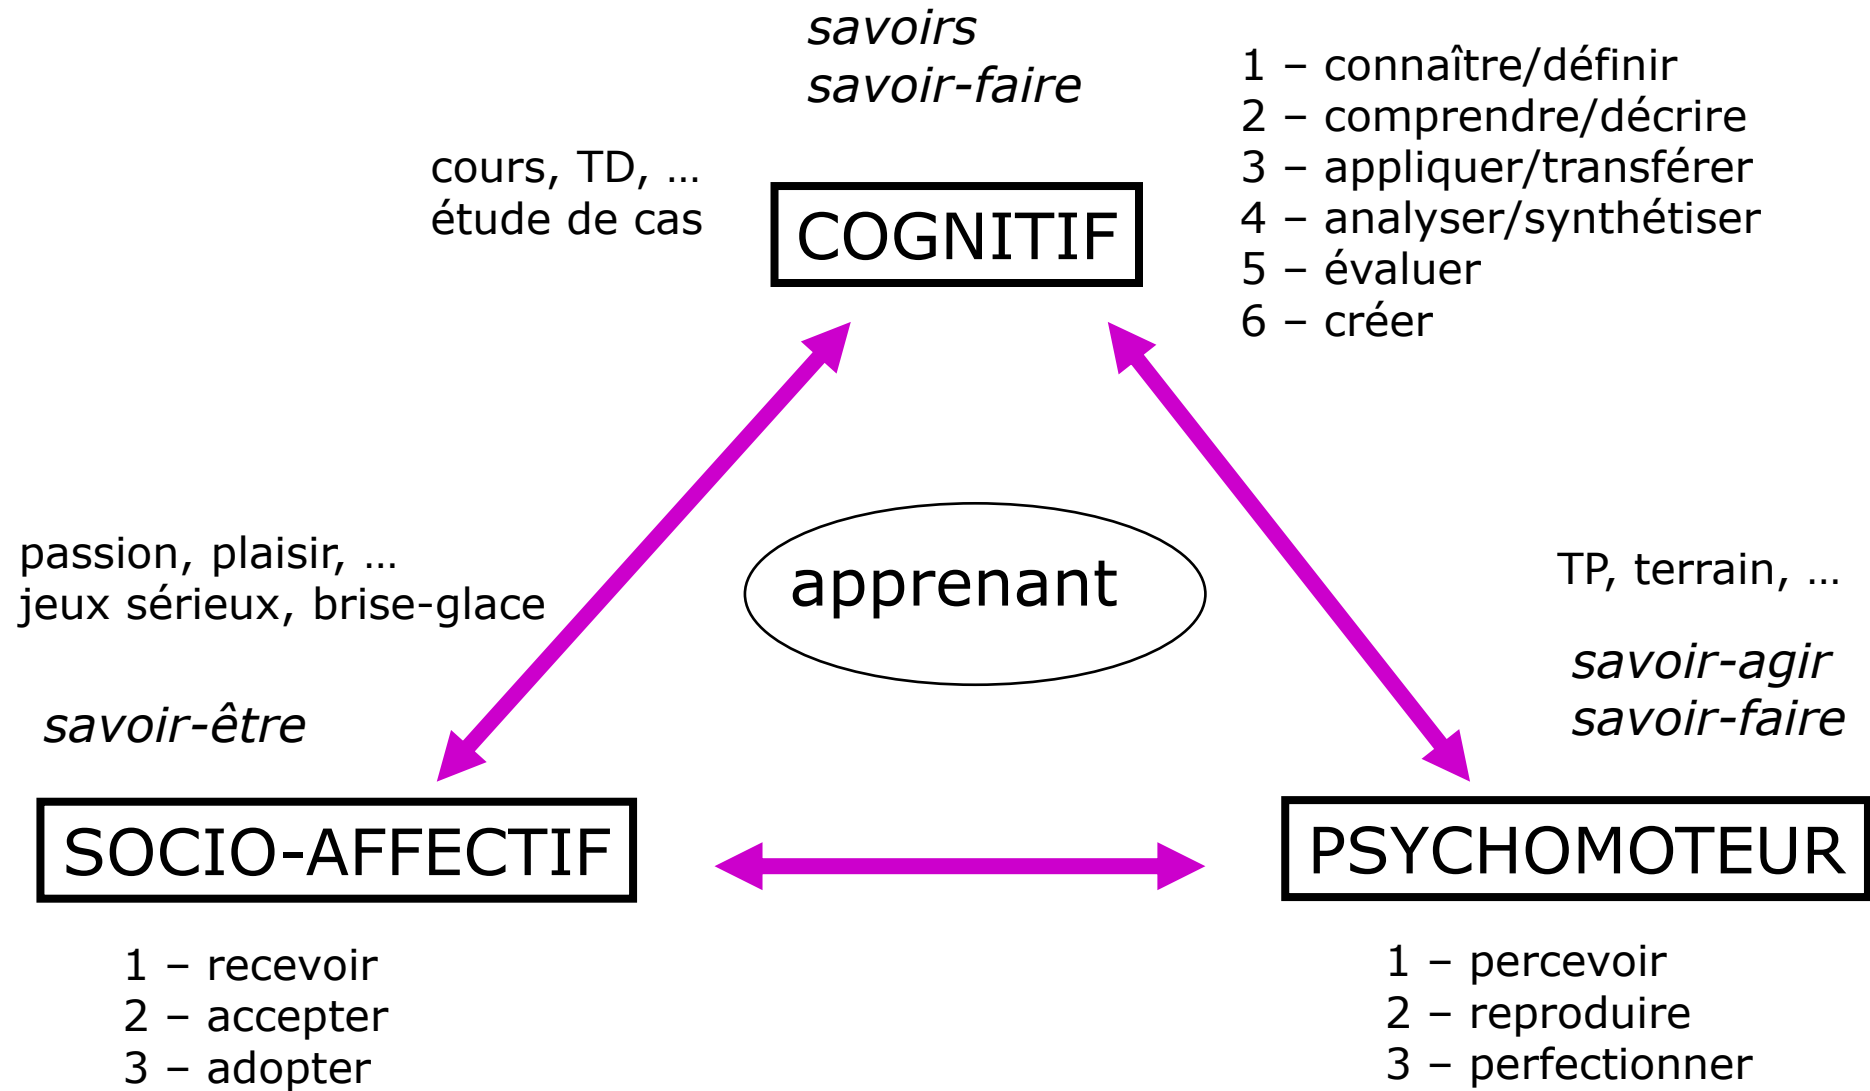 savoirs
savoir-faire
1 – connaître/définir
2 – comprendre/décrire
3 – appliquer/transférer
4 – analyser/synthétiser
5 – évaluer
6 – créer
cours, TD, ...
étude de cas
COGNITIF
apprenant
passion, plaisir, ...
jeux sérieux, brise-glace
savoir-être
SOCIO-AFFECTIF
1 – recevoir
2 – accepter
3 – adopter
TP, terrain, ...
savoir-agir
savoir-faire
PSYCHOMOTEUR
1 – percevoir
2 – reproduire
3 – perfectionner